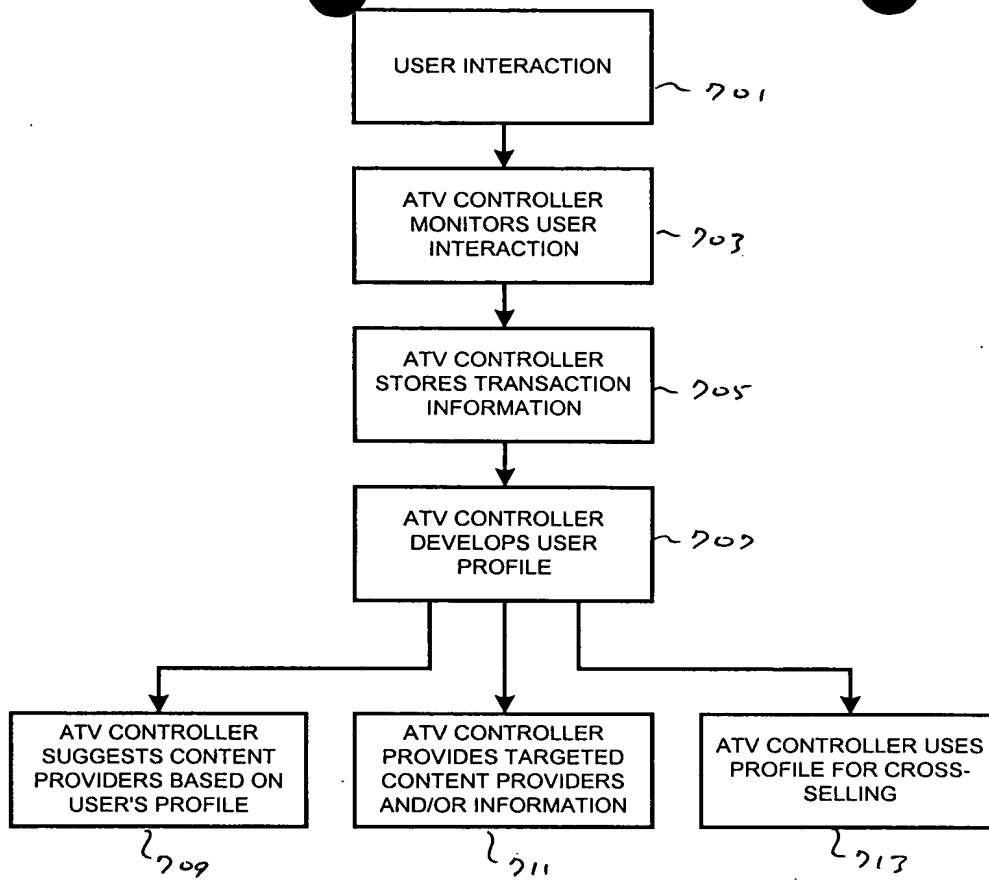 USER INTERACTION
701
ATV CONTROLLER
MONITORS USER
INTERACTION
703
ATV CONTROLLER
STORES TRANSACTION
INFORMATION
705
ATV CONTROLLER
DEVELOPS USER
PROFILE
707
ATV CONTROLLER
SUGGESTS CONTENT
PROVIDERS BASED ON
USER'S PROFILE
709
ATV CONTROLLER
PROVIDES TARGETED
CONTENT PROVIDERS
AND/OR INFORMATION
711
ATV CONTROLLER USES
PROFILE FOR CROSS-
SELLING
713